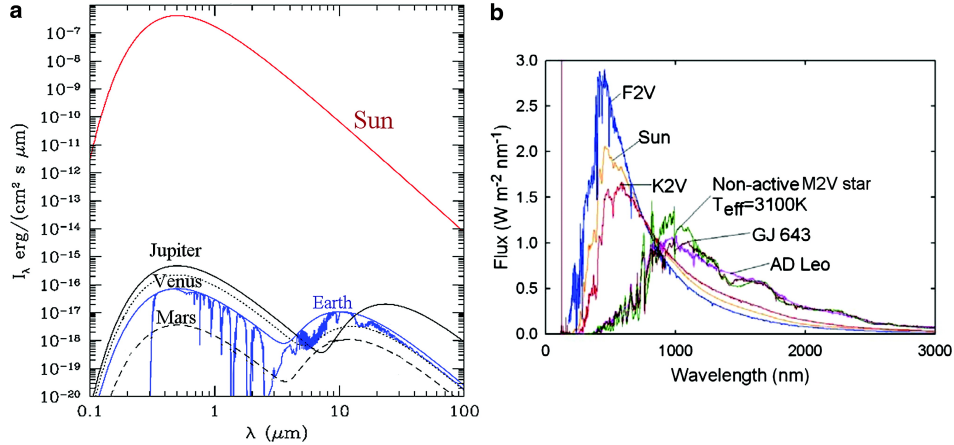 a
I_λ erg/(cm² s μm)
10⁻⁷
10⁻⁸
10⁻⁹
10⁻¹⁰
10⁻¹¹
10⁻¹²
10⁻¹³
10⁻¹⁴
10⁻¹⁵
10⁻¹⁶
10⁻¹⁷
10⁻¹⁸
10⁻¹⁹
10⁻²⁰
Sun
Jupiter
Venus
Earth
Mars
0.1 1 10 100
λ (μm)
b
Flux (W m⁻² nm⁻¹)
3.0
2.5
2.0
1.5
1.0
0.5
0.0
F2V
Sun
K2V
Non-active M2V star
T_eff=3100K
GJ 643
AD Leo
0 1000 2000 3000
Wavelength (nm)